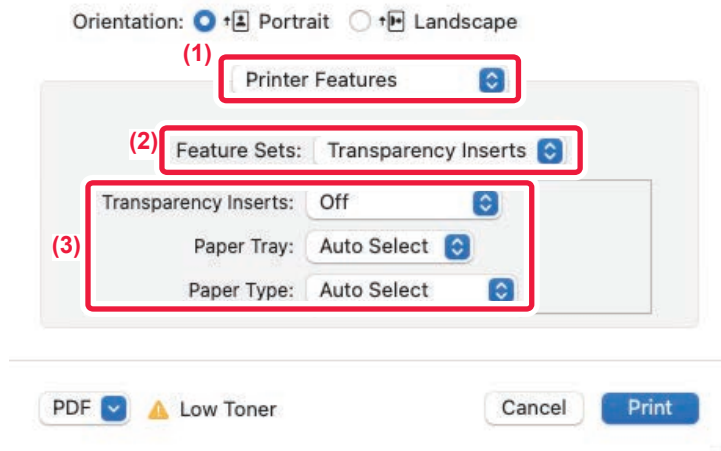 Orientation: Portrait Landscape
(1)
Printer Features
(2)
Feature Sets: Transparency Inserts
Transparency Inserts: Off
(3)
Paper Tray: Auto Select
Paper Type: Auto Select
PDF Low Toner Cancel Print